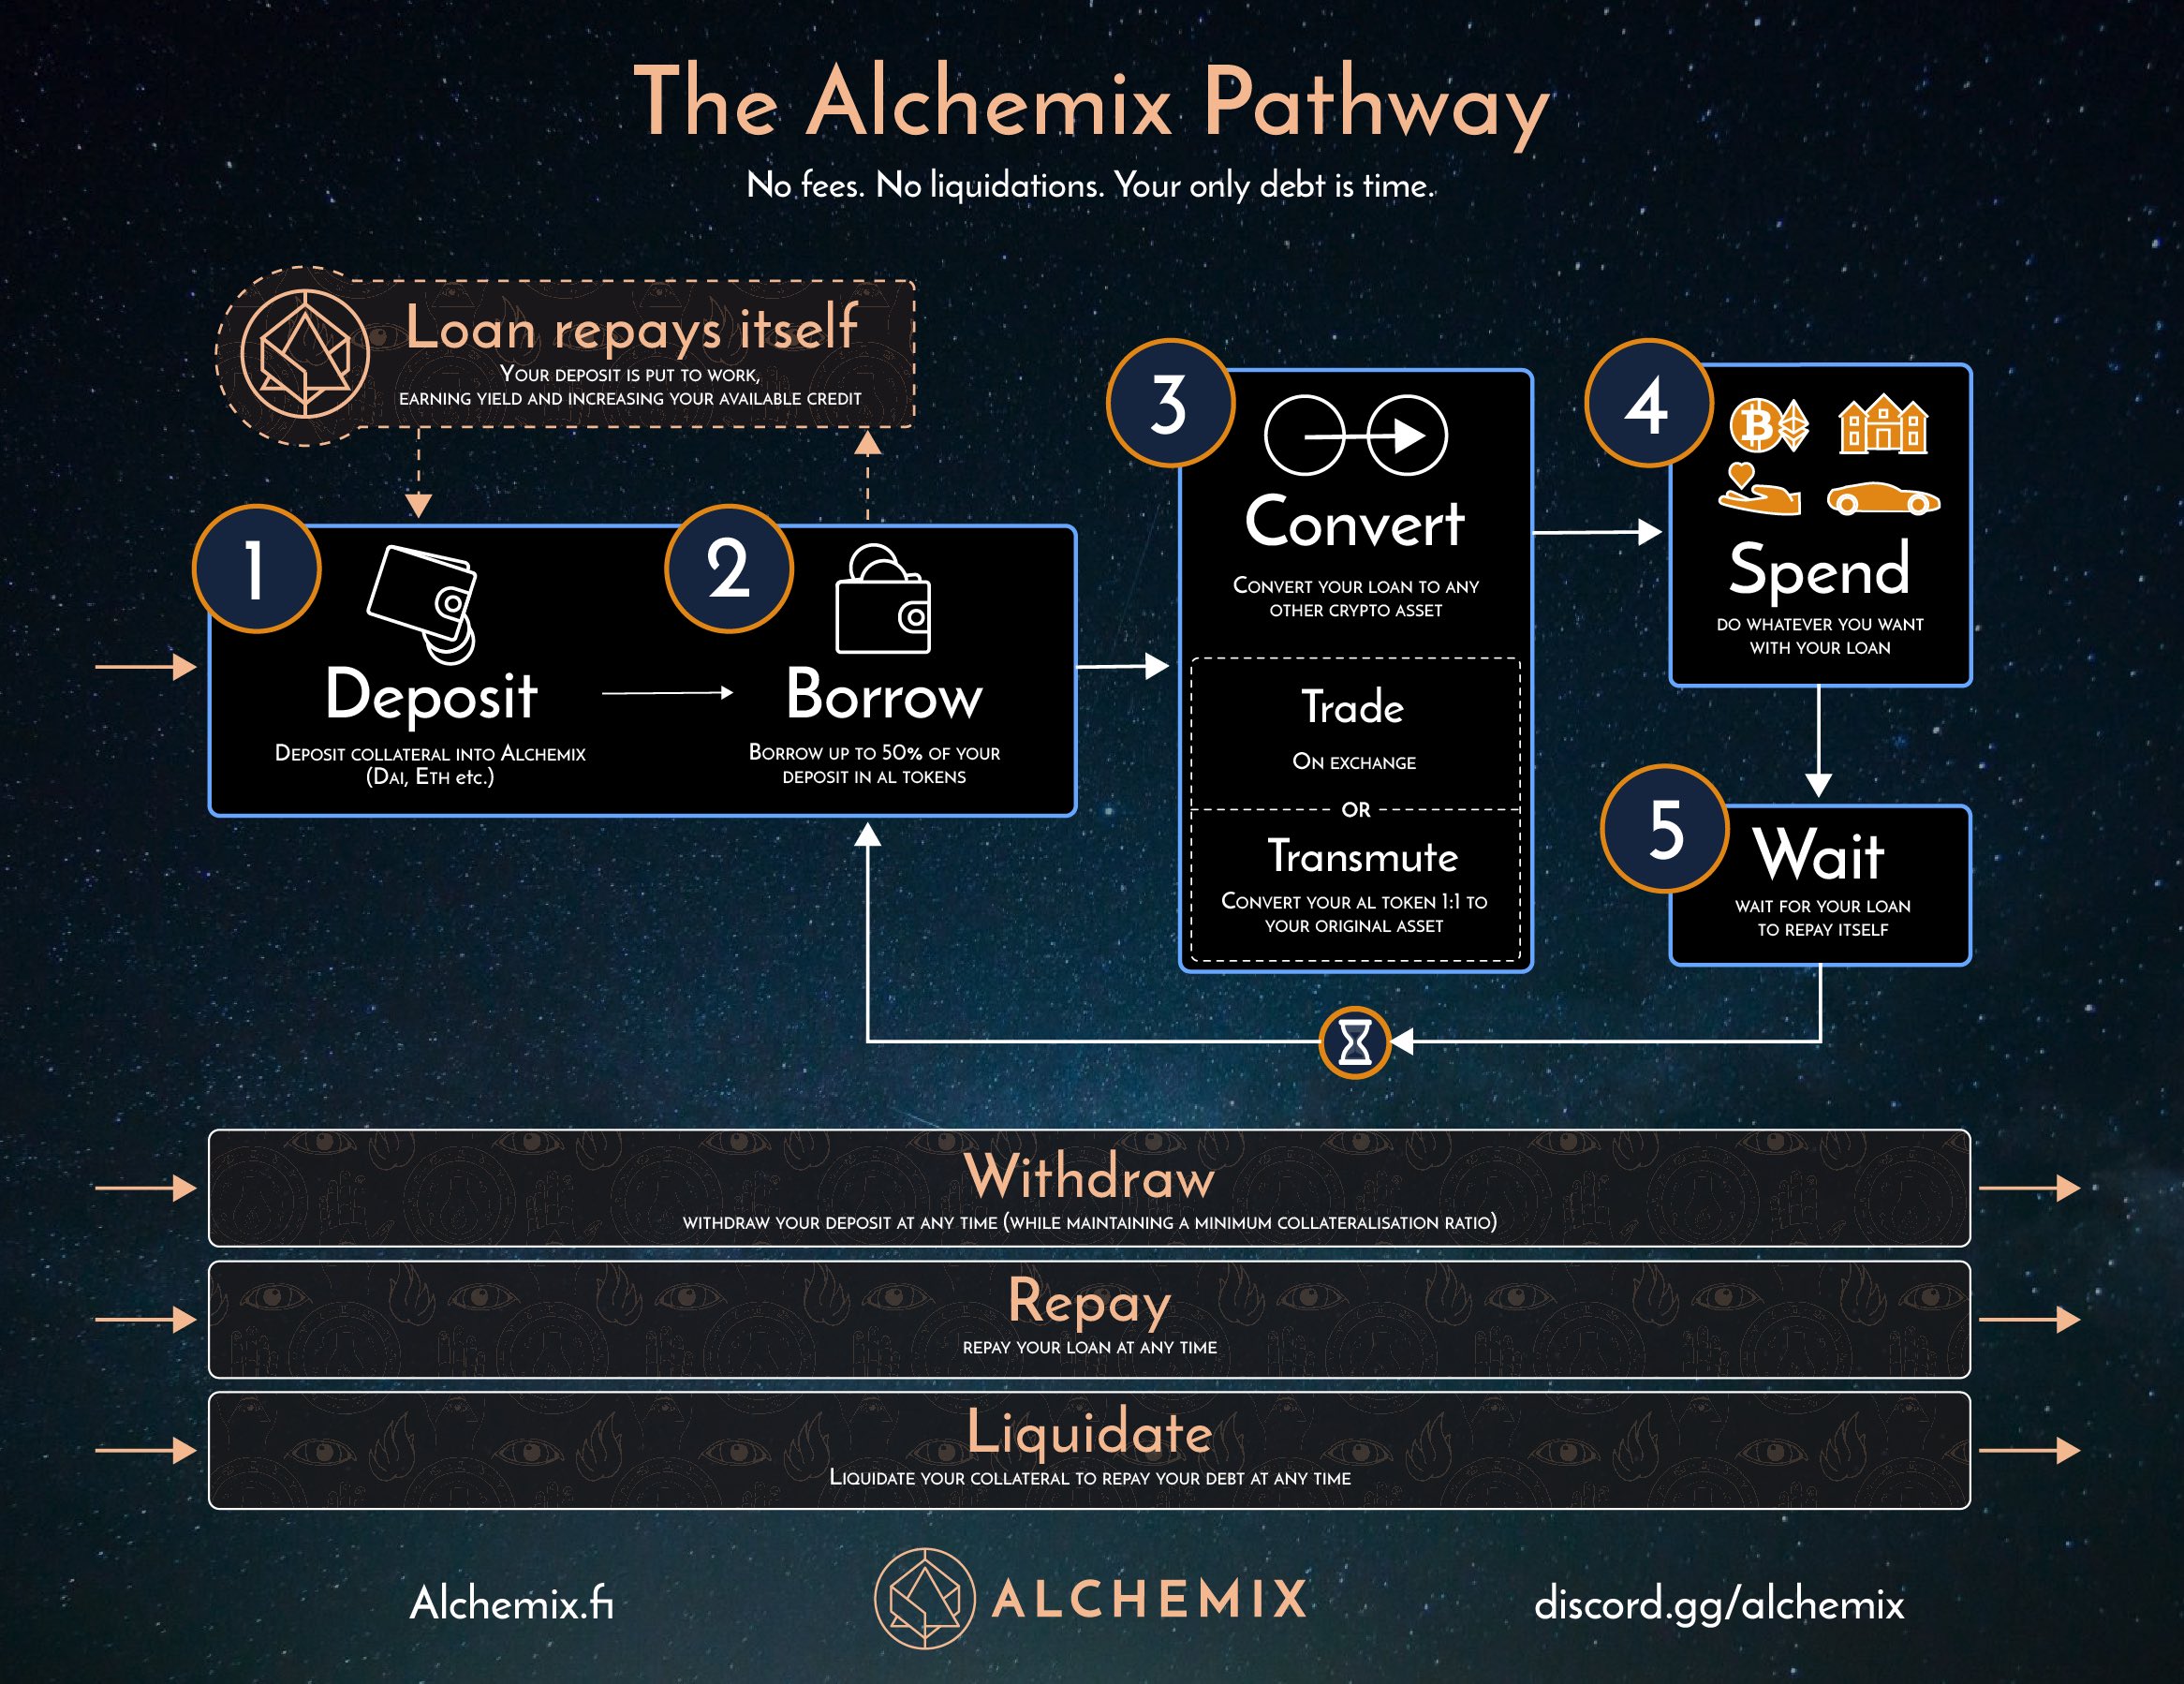 The Alchemix Pathway
No fees. No liquidations. Your only debt is time.
Loan repays itself
Your deposit is put to work,
earning yield and increasing your available credit
1
Deposit
Deposit collateral into Alchemix
(Dai, Eth etc.)
2
Borrow
Borrow up to 50% of your
deposit in al tokens
3
Convert
Convert your loan to any
other crypto asset
Trade
On exchange
OR
Transmute
Convert your al token 1:1 to
your original asset
4
Spend
do whatever you want
with your loan
5
Wait
wait for your loan
to repay itself
Withdraw
withdraw your deposit at any time (while maintaining a minimum collateralisation ratio)
Repay
repay your loan at any time
Liquidate
Liquidate your collateral to repay your debt at any time
Alchemix.fi
ALCHEMIX
discord.gg/alchemix